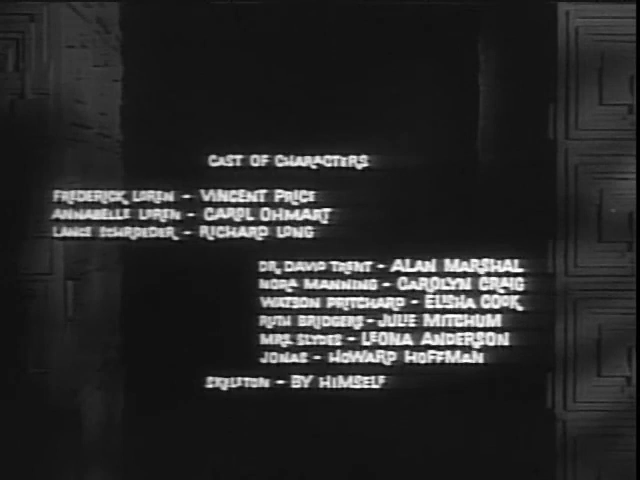 CAST OF CHARACTERS
FREDERICK LOREN - VINCENT PRICE
ANNABELLE LOREN - CAROL OHMART
LANCE SCHROEDER - RICHARD LONG
DR. DAVID TRENT - ALAN MARSHAL
NORA MANNING - CAROLYN CRAIG
WATSON PRITCHARD - ELISHA COOK
RUTH BRIDGERS - JULIE MITCHUM
MRS. SLYDES - LEONA ANDERSON
JONAS - HOWARD HOFFMAN
SKELETON - BY HIMSELF